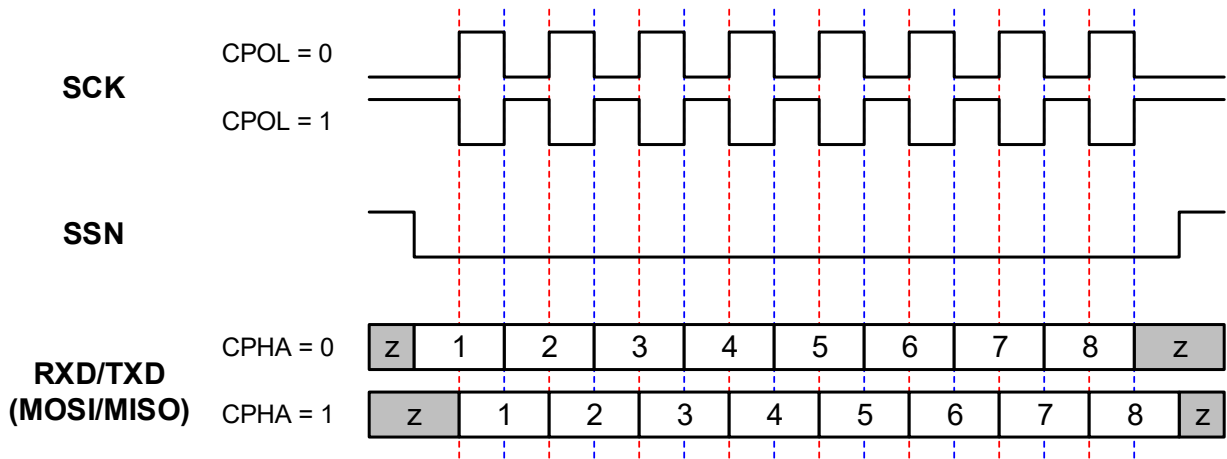 SCK
CPOL = 0
CPOL = 1
SSN
RXD/TXD
(MOSI/MISO)
CPHA = 0
z 1 2 3 4 5 6 7 8 z
CPHA = 1
z 1 2 3 4 5 6 7 8 z